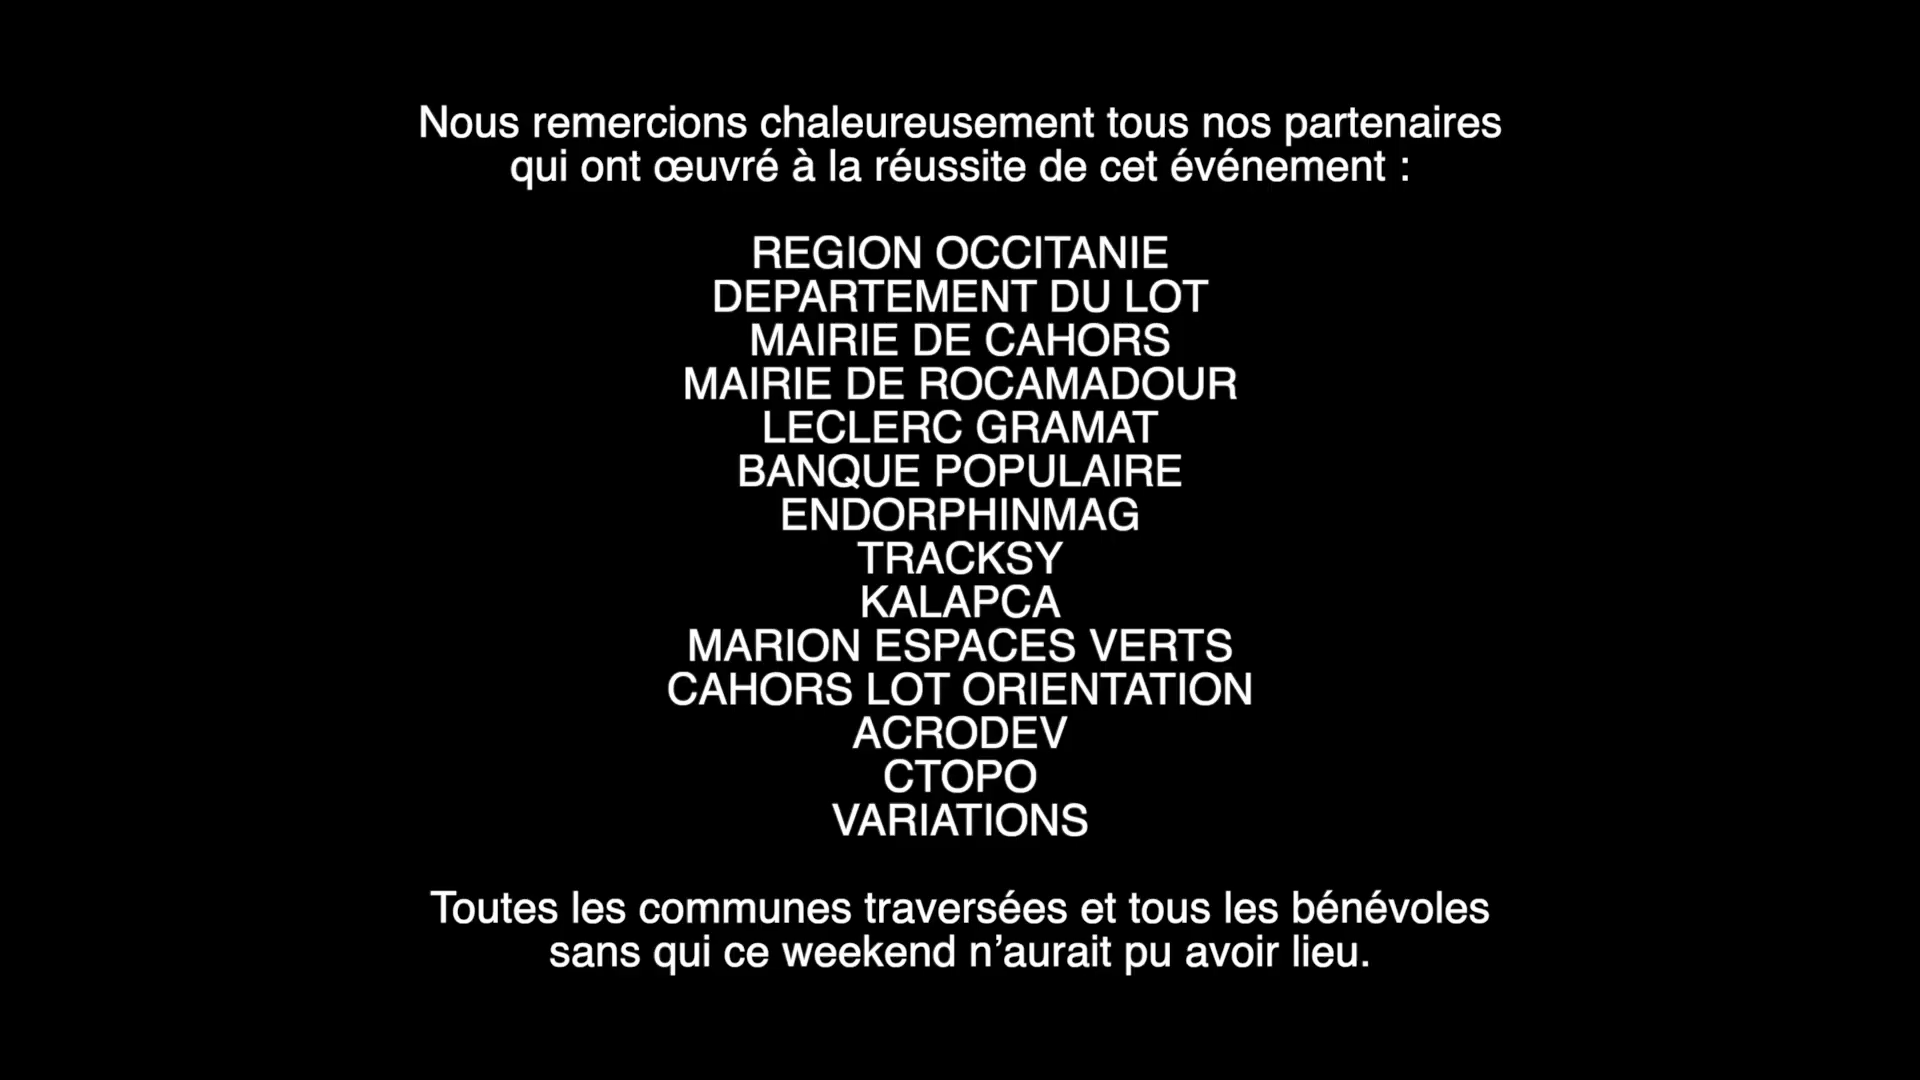 Nous remercions chaleureusement tous nos partenaires
qui ont œuvré à la réussite de cet événement :
REGION OCCITANIE
DEPARTEMENT DU LOT
MAIRIE DE CAHORS
MAIRIE DE ROCAMADOUR
LECLERC GRAMAT
BANQUE POPULAIRE
ENDORPHINMAG
TRACKSY
KALAPCA
MARION ESPACES VERTS
CAHORS LOT ORIENTATION
ACRODEV
CTOPO
VARIATIONS
Toutes les communes traversées et tous les bénévoles
sans qui ce weekend n’aurait pu avoir lieu.